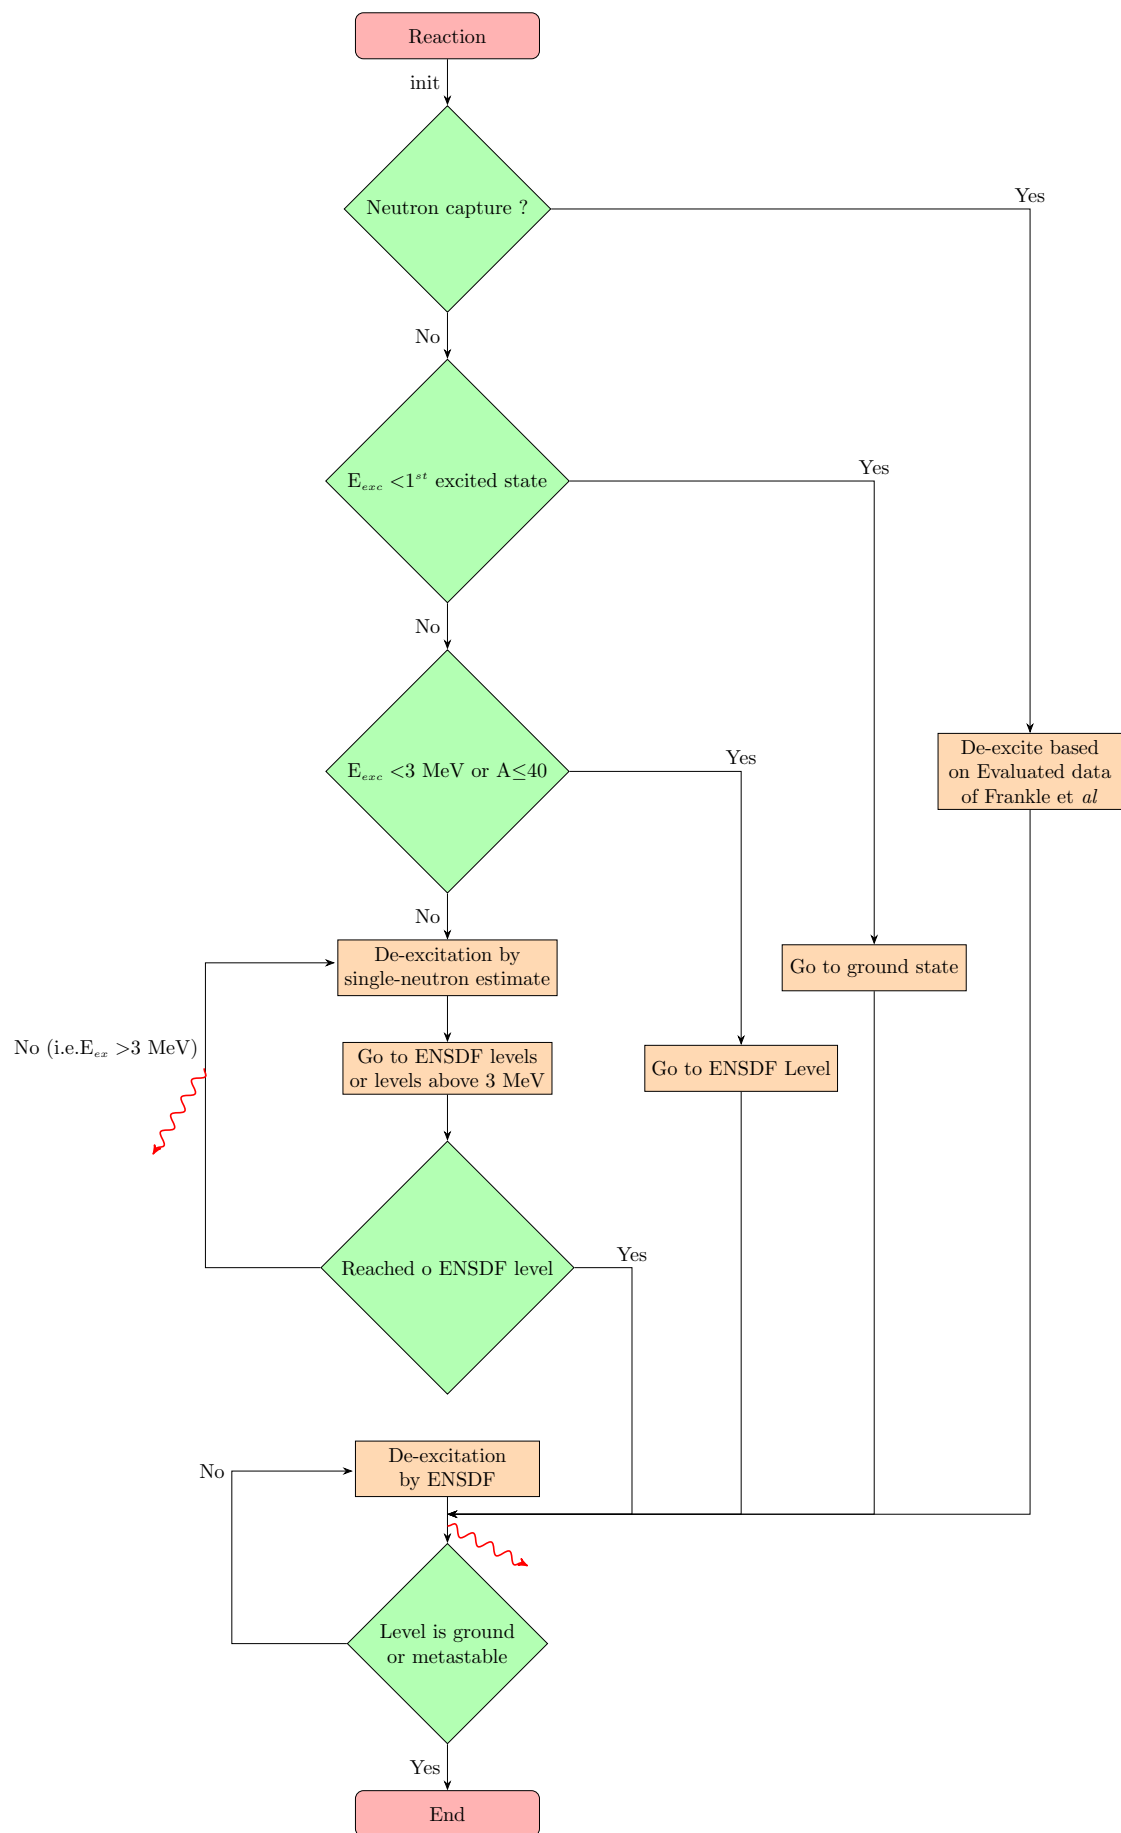 Reaction
init
Neutron capture ?
Yes
No
E_exc <1^st excited state
Yes
No
E_exc <3 MeV or A≤40
Yes
De-excite based
on Evaluated data
of Frankle et al
No
De-excitation by
single-neutron estimate
Go to ground state
No (i.e.E_ex >3 MeV)
Go to ENSDF levels
or levels above 3 MeV
Go to ENSDF Level
Reached o ENSDF level
Yes
De-excitation
by ENSDF
No
Level is ground
or metastable
Yes
End